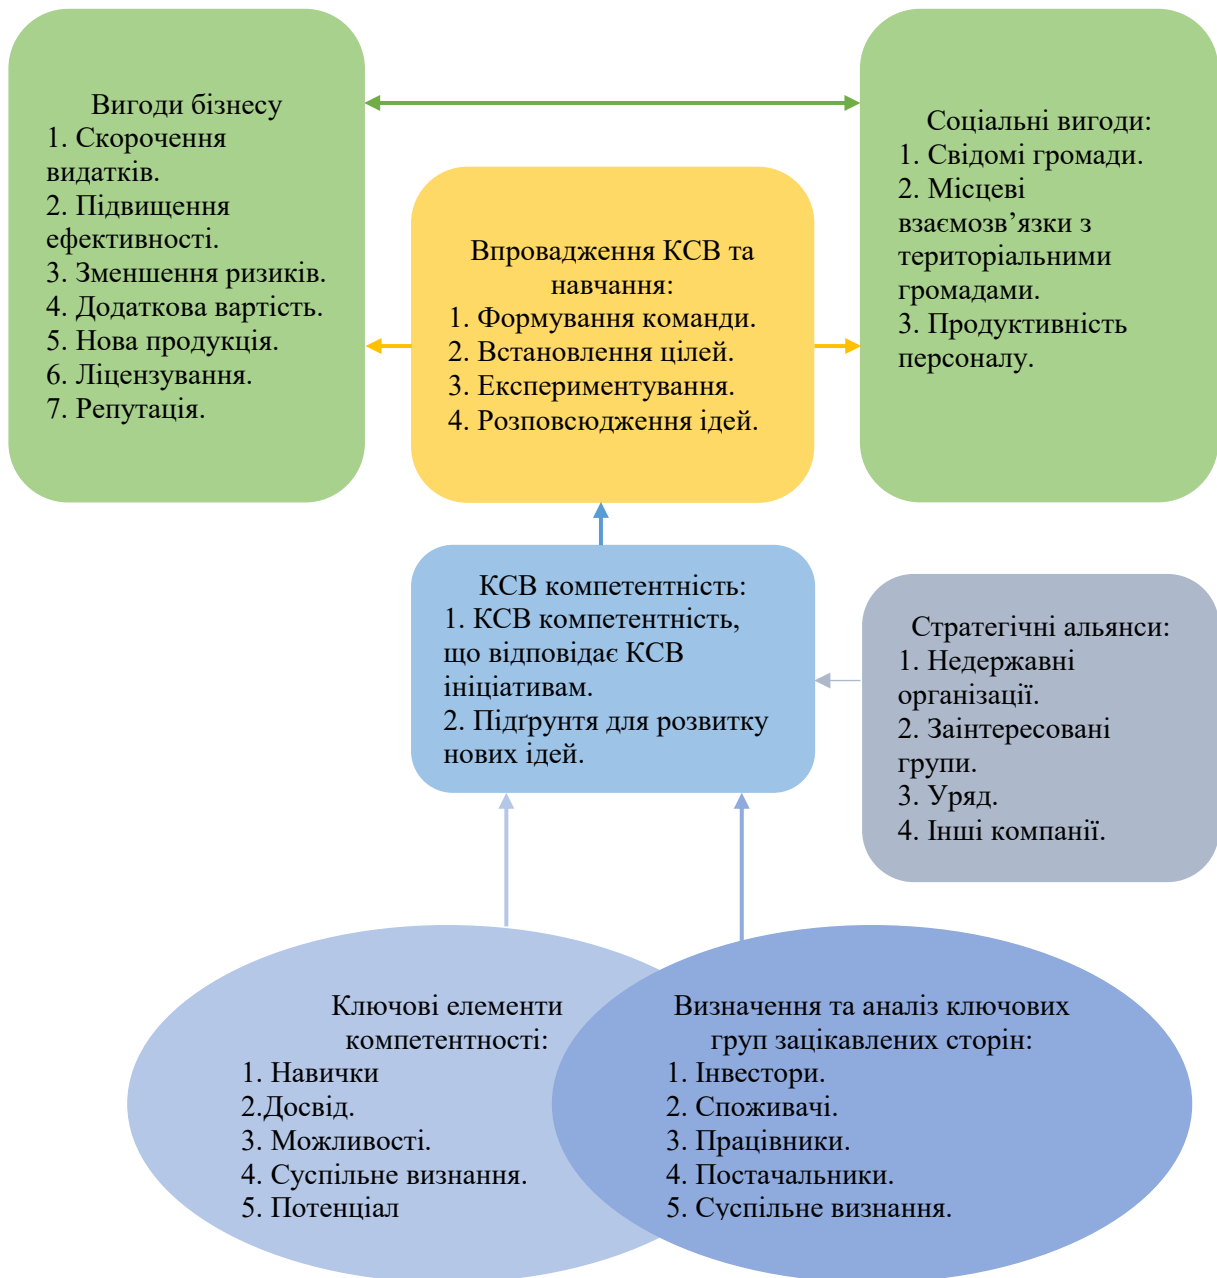 Вигоди бізнесу
1. Скорочення
видатків.
2. Підвищення
ефективності.
3. Зменшення ризиків.
4. Додаткова вартість.
5. Нова продукція.
6. Ліцензування.
7. Репутація.
Соціальні вигоди:
1. Свідомі громади.
2. Місцеві
взаємозв’язки з
територіальними
громадами.
3. Продуктивність
персоналу.
Впровадження КСВ та
навчання:
1. Формування команди.
2. Встановлення цілей.
3. Експериментування.
4. Розповсюдження ідей.
КСВ компетентність:
1. КСВ компетентність,
що відповідає КСВ
ініціативам.
2. Підґрунтя для розвитку
нових ідей.
Стратегічні альянси:
1. Недержавні
організації.
2. Заінтересовані
групи.
3. Уряд.
4. Інші компанії.
Ключові елементи
компетентності:
1. Навички
2.Досвід.
3. Можливості.
4. Суспільне визнання.
5. Потенціал
Визначення та аналіз ключових
груп зацікавлених сторін:
1. Інвестори.
2. Споживачі.
3. Працівники.
4. Постачальники.
5. Суспільне визнання.